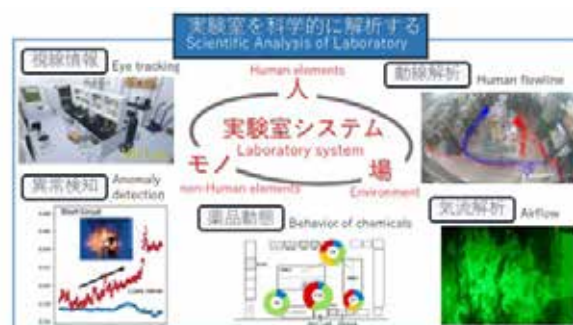 実験室を科学的に解析する
Scientific Analysis of Laboratory
視線情報 Eye tracking
Human elements
人
動線解析 Human flowline
実験室システム
Laboratory system
モノ
non-Human elements
場
Environment
異常検知 Anomaly
detection
薬品動態 Behavior of chemicals
気流解析 Airflow